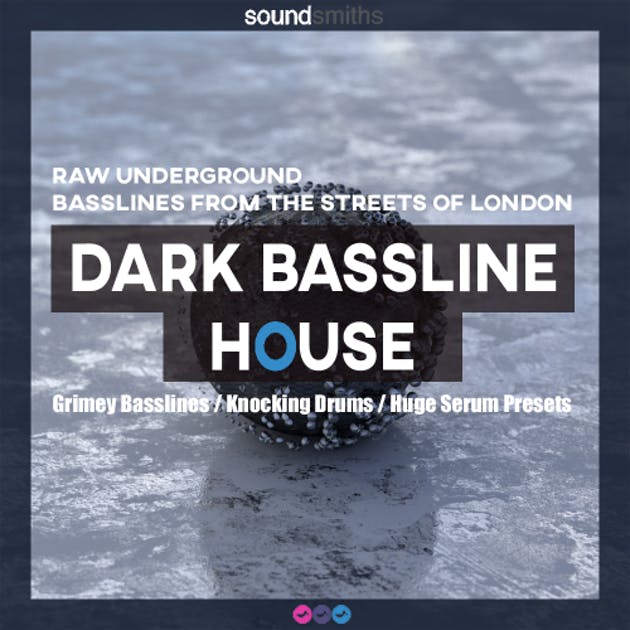 soundsmiths
RAW UNDERGROUND
BASSLINES FROM THE STREETS OF LONDON
DARK BASSLINE
HOUSE
Grimey Basslines / Knocking Drums / Huge Serum Presets